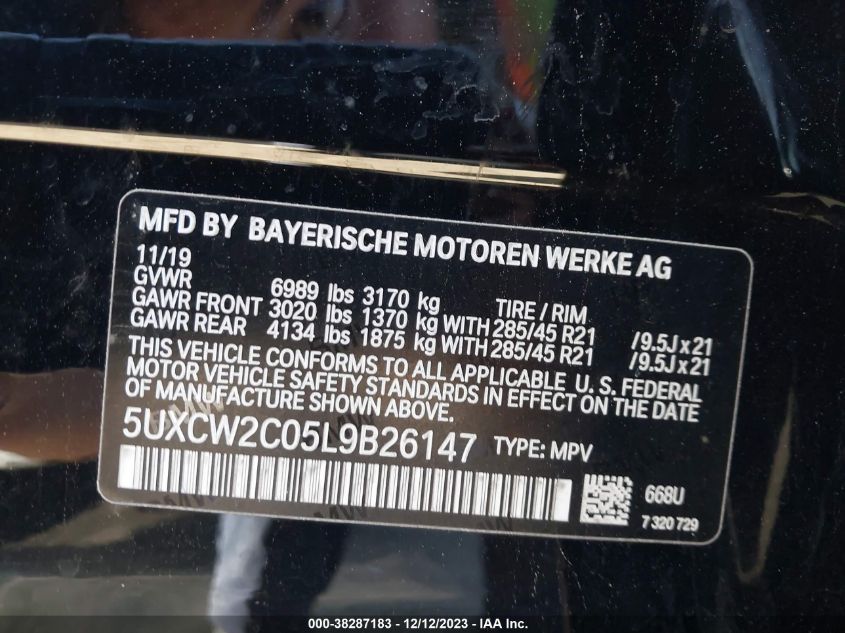 MFD BY BAYERISCHE MOTOREN WERKE AG
11/19
GVWR 6989 lbs 3170 kg TIRE / RIM
GAWR FRONT 3020 lbs 1370 kg WITH 285/45 R21 /9.5J x 21
GAWR REAR 4134 lbs 1875 kg WITH 285/45 R21 /9.5J x 21
THIS VEHICLE CONFORMS TO ALL APPLICABLE U. S. FEDERAL
MOTOR VEHICLE SAFETY STANDARDS IN EFFECT ON THE DATE
OF MANUFACTURE SHOWN ABOVE.
5UXCW2C05L9B26147 TYPE: MPV
668U
7 320 729
000-38287183 - 12/12/2023 - IAA Inc.